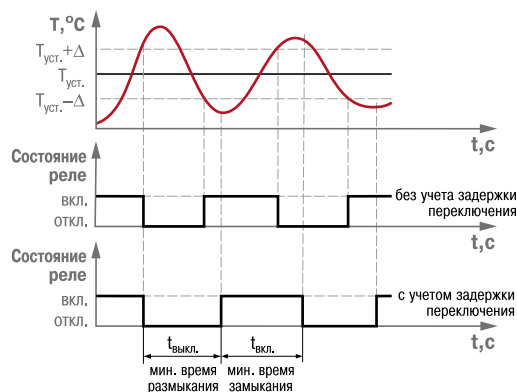 T,°C
Tуст.+Δ
Tуст.
Tуст.–Δ
t,c
Состояние
реле
вкл.
откл.
без учета задержки
переключения
t,c
Состояние
реле
вкл.
откл.
с учетом задержки
переключения
t,c
tвыкл.
tвкл.
мин. время
размыкания
мин. время
замыкания